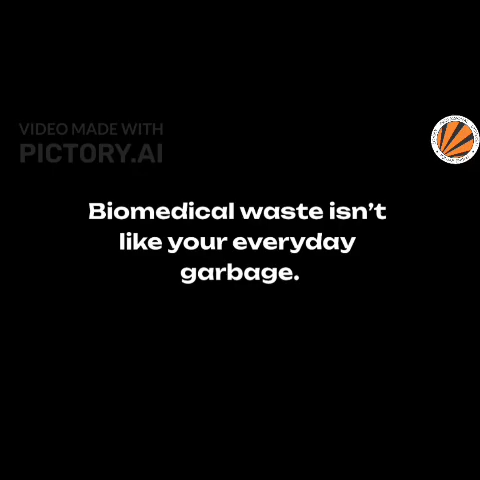 VIDEO MADE WITH
PICTORY.AI
Biomedical waste isn’t
like your everyday
garbage.